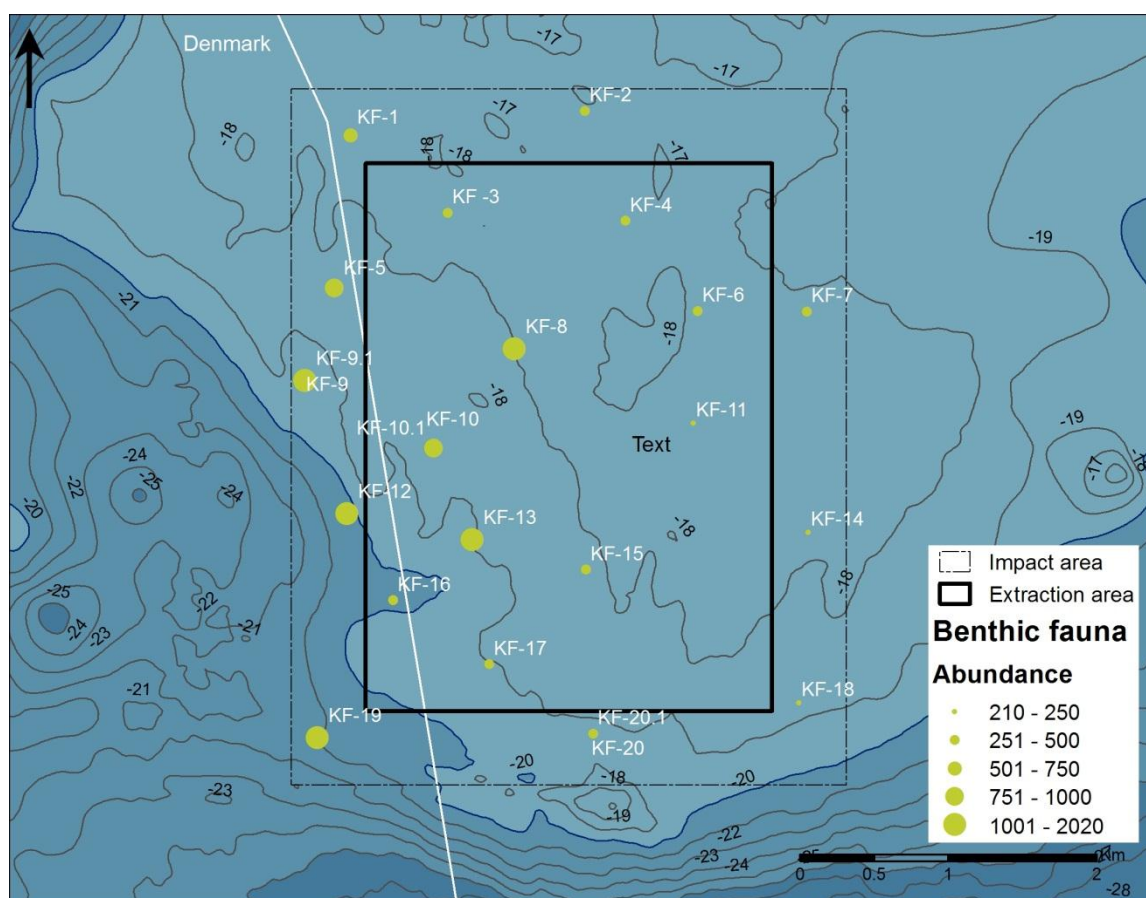 -17
Denmark
-17
-17
KF-2
-18
KF-1
-18
-18
-17
KF -3
KF-4
-19
-21
KF-5
KF-6
KF-7
-18
KF-8
KF-9.1
KF-9
-18
KF-10
KF-10.1
KF-11
Text
-19
-18
-17
-24
-25
-24
-22
-20
KF-12
KF-13
-18
KF-14
KF-15
-18
KF-16
-25
-24
-23
-22
-21
KF-17
-21
KF-18
KF-19
KF-20.1
KF-20
-20
-18
-20
-19
-23
-22
-23
-24
-28
Impact area
Extraction area
Benthic fauna
Abundance
210 - 250
251 - 500
501 - 750
751 - 1000
1001 - 2020
0 0.5 1 2